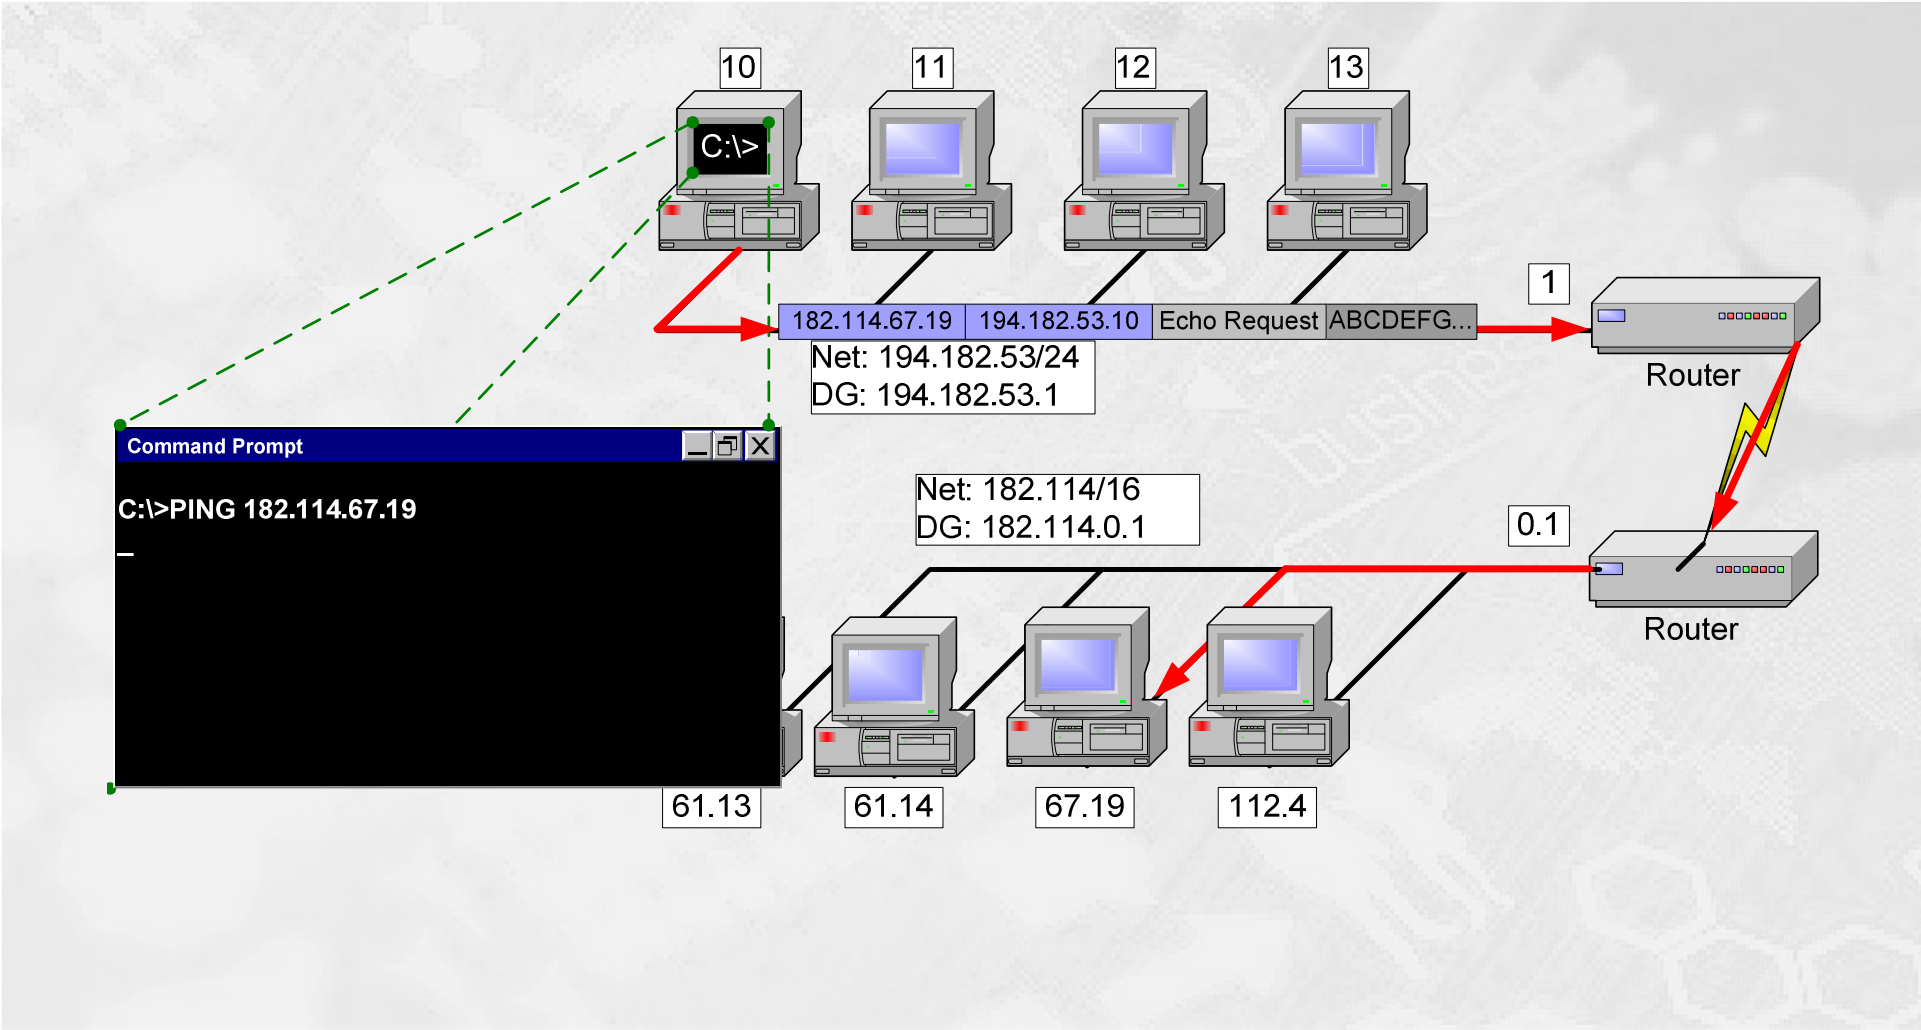 10
11
12
13
C:\>
1
182.114.67.19 194.182.53.10 Echo Request ABCDEFG...
Net: 194.182.53/24
DG: 194.182.53.1
Router
Command Prompt
C:\>PING 182.114.67.19
_
Net: 182.114/16
DG: 182.114.0.1
0.1
Router
61.13
61.14
67.19
112.4